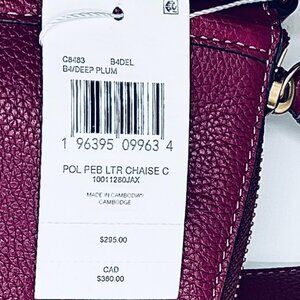 C8483 B4DEL
B4/DEEP PLUM
1 96395 09963 4
POL PEB LTR CHAISE C
10011280JAX
MADE IN CAMBODIA/
CAMBODGE
$295.00
CAD
$360.00